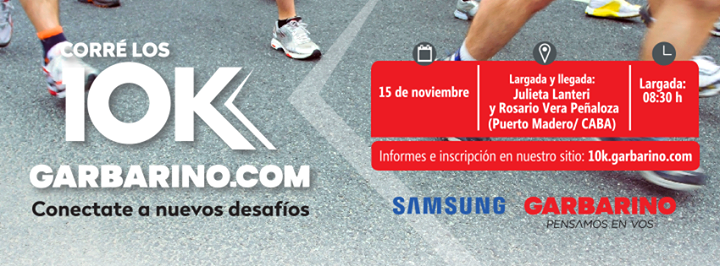 CORRÉ LOS
10K
GARBARINO.COM
Conectate a nuevos desafíos
15 de noviembre
Largada y llegada:
Julieta Lanteri
y Rosario Vera Peñaloza
(Puerto Madero/ CABA)
Largada:
08:30 h
Informes e inscripción en nuestro sitio: 10k.garbarino.com
SAMSUNG
GARBARINO
PENSAMOS EN VOS